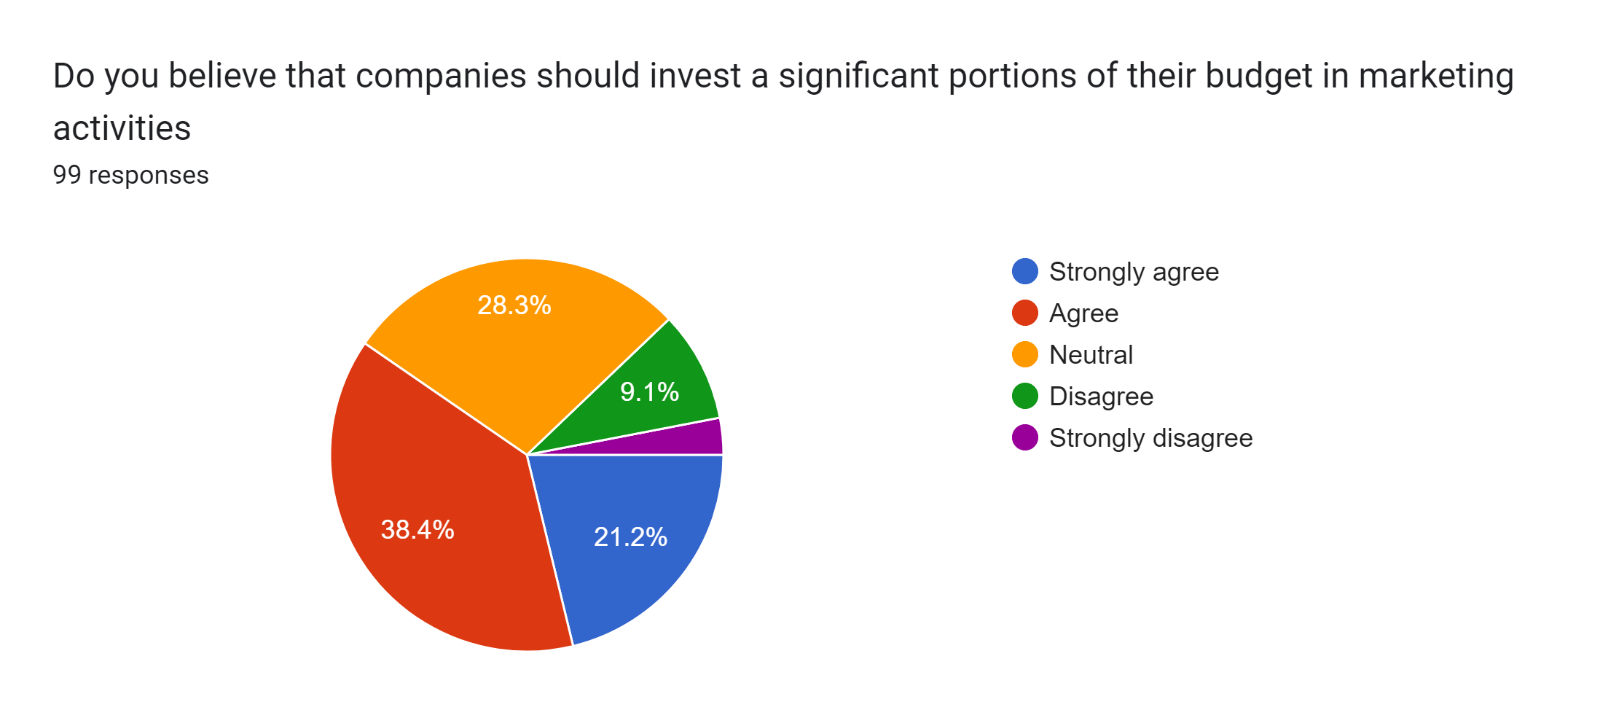 Do you believe that companies should invest a significant portions of their budget in marketing
activities
99 responses
28.3%
9.1%
38.4%
21.2%
Strongly agree
Agree
Neutral
Disagree
Strongly disagree